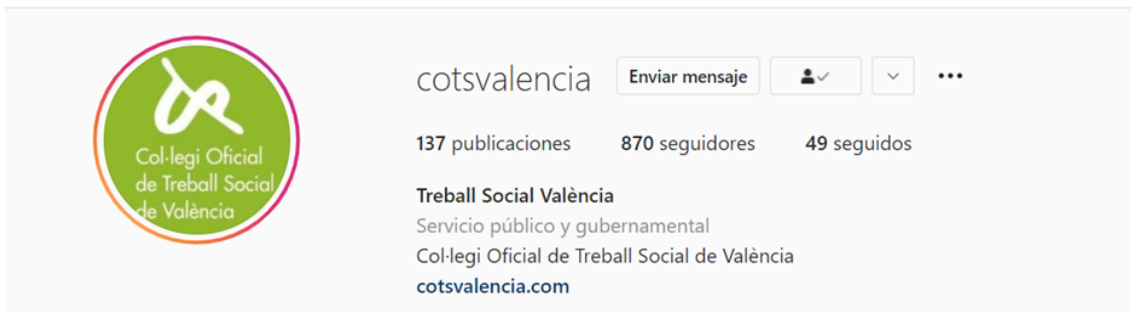 Col·legi Oficial
de Treball Social
de València
cotsvalencia
Enviar mensaje
137 publicaciones 870 seguidores 49 seguidos
Treball Social València
Servicio público y gubernamental
Col·legi Oficial de Treball Social de València
cotsvalencia.com